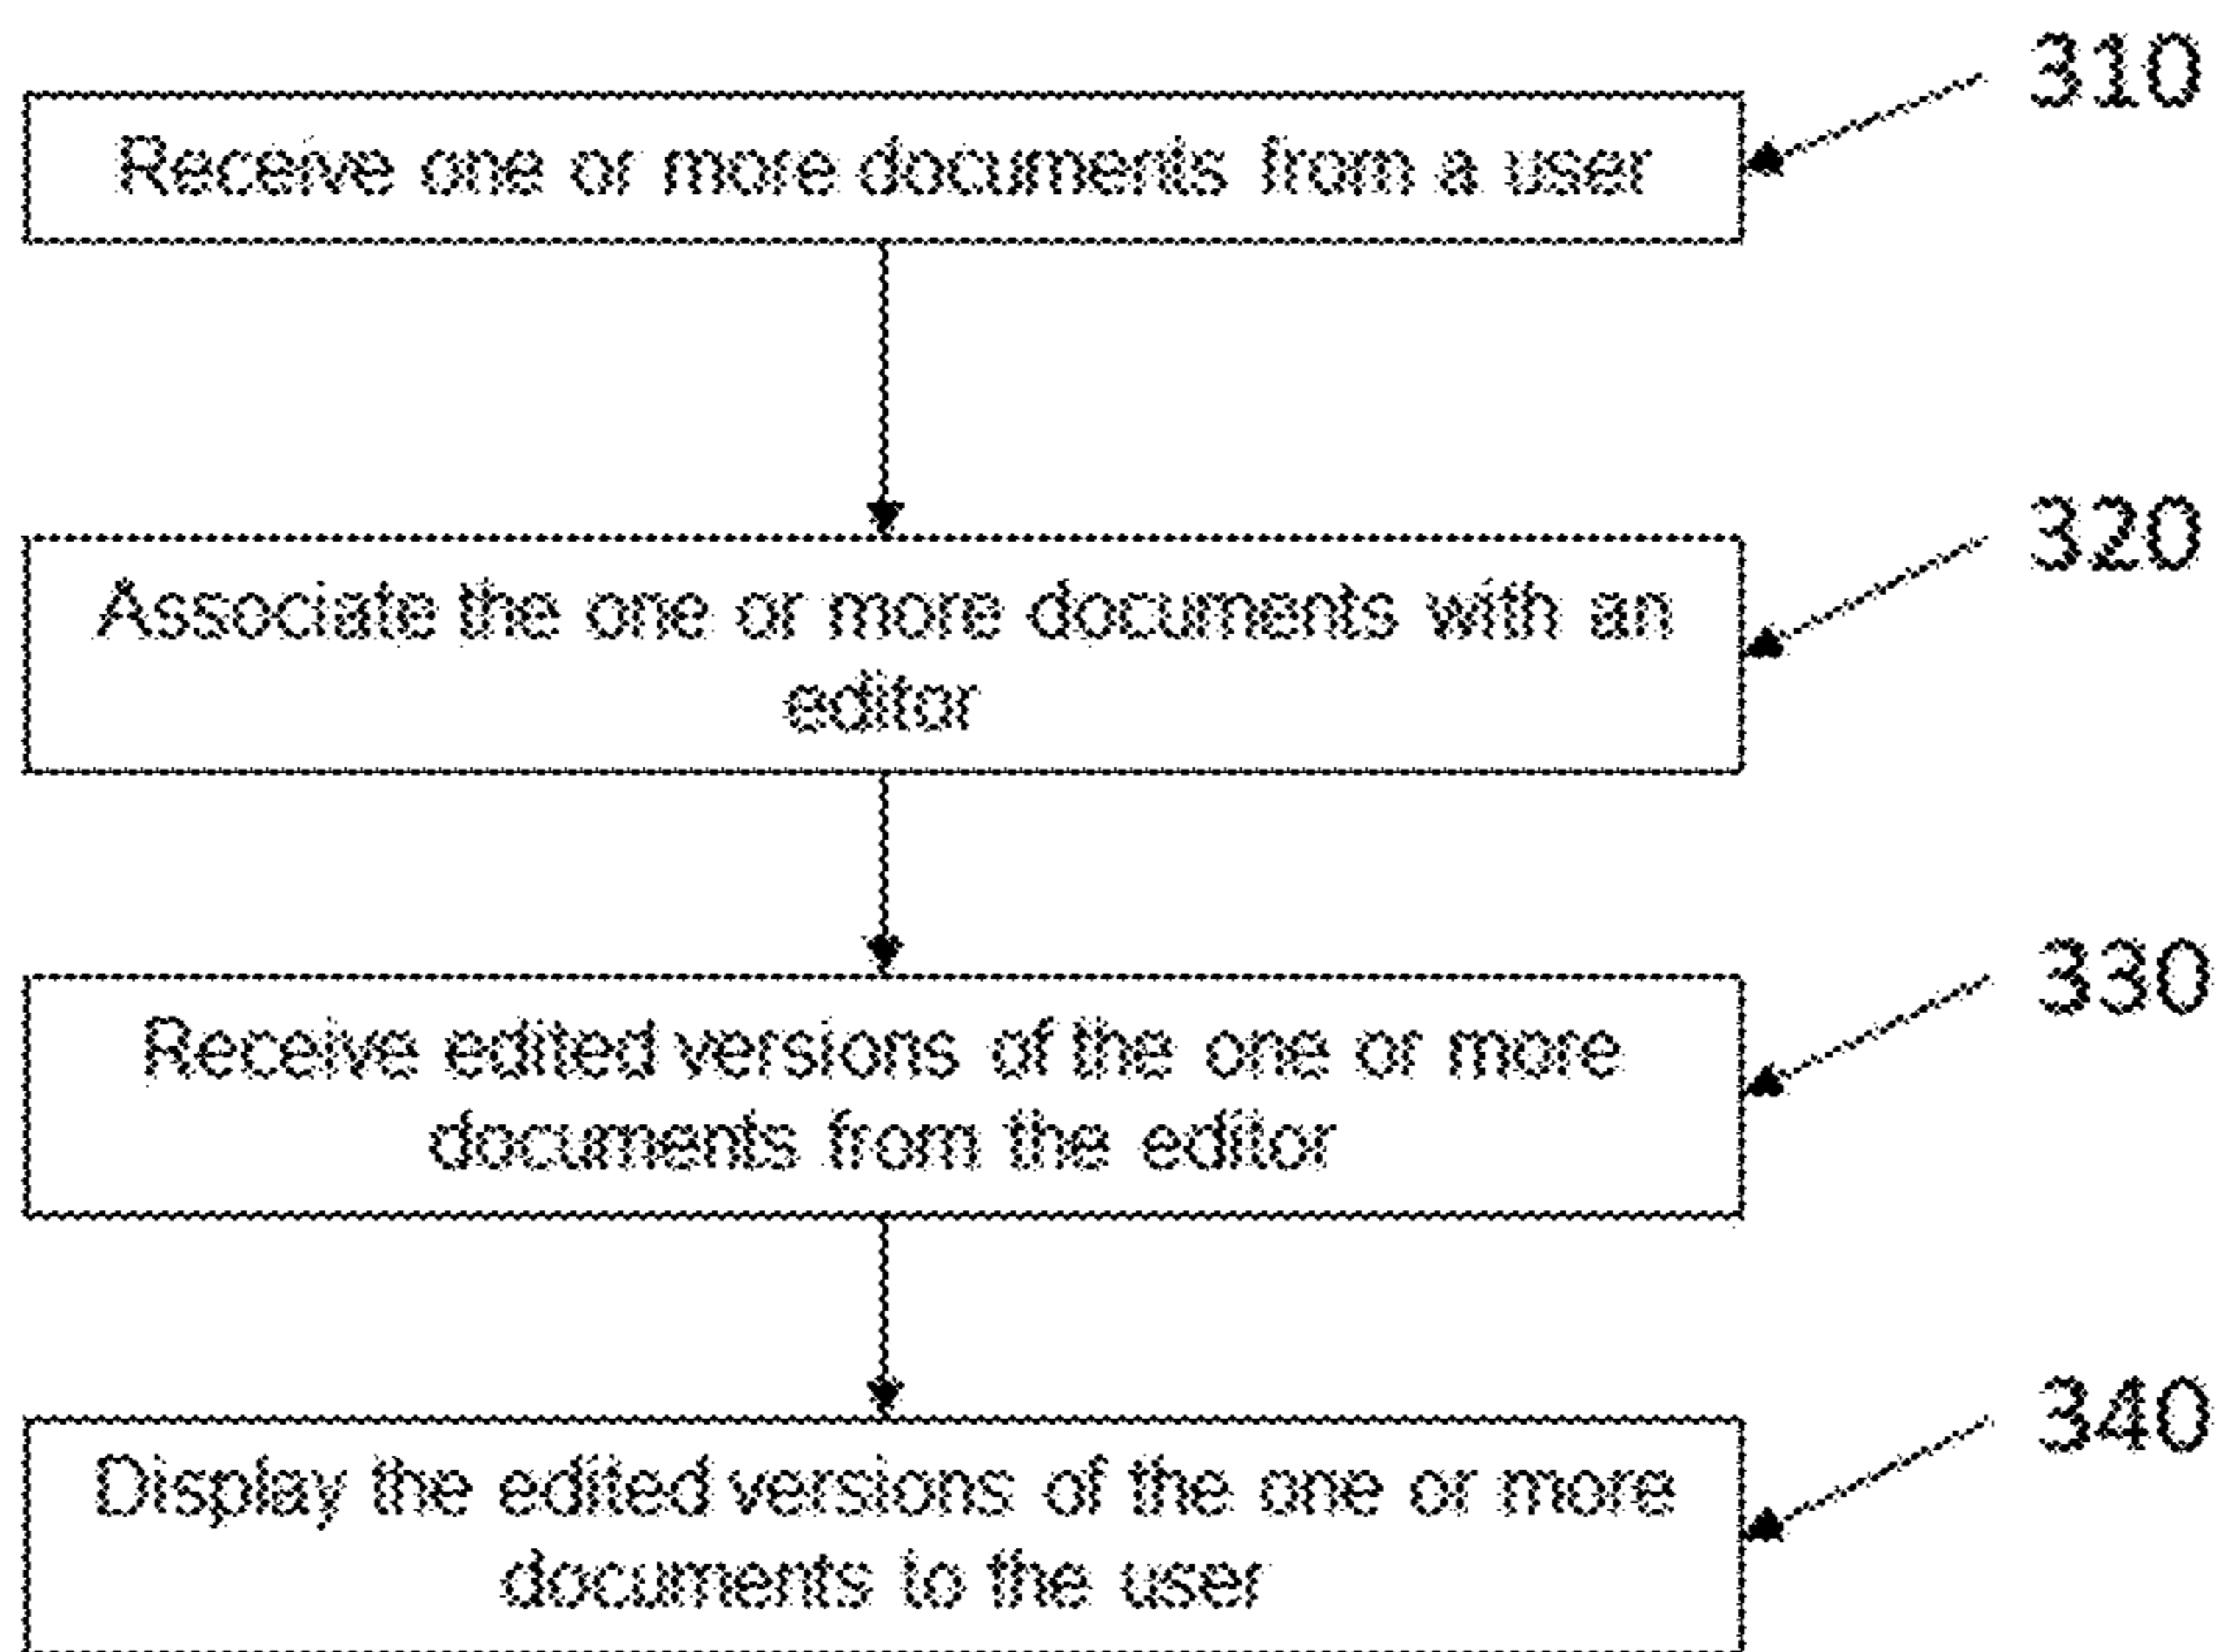 310
Receive one or more documents from a user
320
Associate the one or more documents with an
editor
330
Receive edited versions of the one or more
documents from the editor
340
Display the edited versions of the one or more
documents to the user